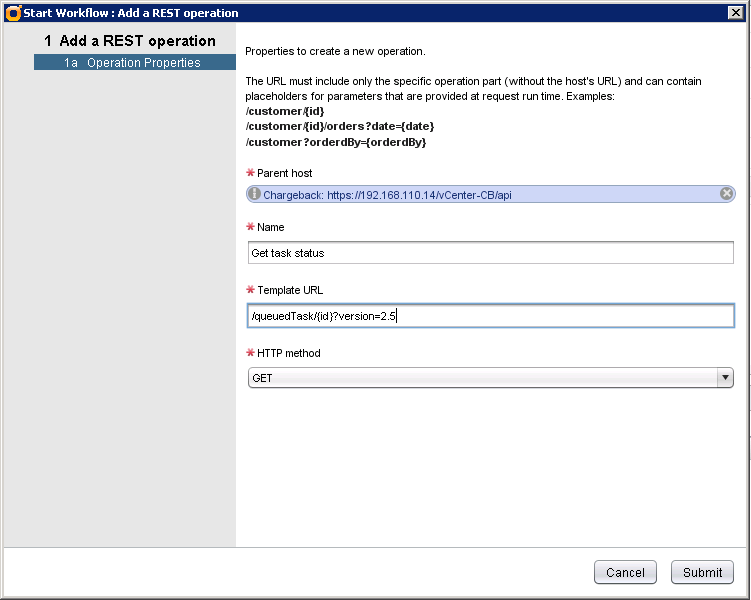 Start Workflow : Add a REST operation
1 Add a REST operation
1a Operation Properties
Properties to create a new operation.
The URL must include only the specific operation part (without the host's URL) and can contain
placeholders for parameters that are provided at request run time. Examples:
/customer/{id}
/customer/{id}/orders?date={date}
/customer?orderdBy={orderdBy}
* Parent host
Chargeback: https://192.168.110.14/vCenter-CB/api
* Name
Get task status
* Template URL
/queuedTask/{id}?version=2.5
* HTTP method
GET
Cancel Submit